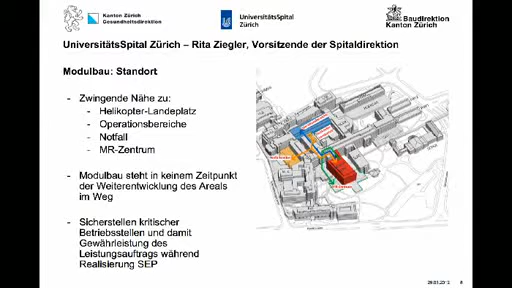 Kanton Zürich
Gesundheitsdirektion
UniversitätsSpital
Zürich
Baudirektion
Kanton Zürich
UniversitätsSpital Zürich – Rita Ziegler, Vorsitzende der Spitaldirektion
Modulbau: Standort
- Zwingende Nähe zu:
- Helikopter-Landeplatz
- Operationsbereiche
- Notfall
- MR-Zentrum
- Modulbau steht in keinem Zeitpunkt
der Weiterentwicklung des Areals
im Weg
- Sicherstellen kritischer
Betriebsstellen und damit
Gewährleistung des
Leistungsauftrags während
Realisierung SEP